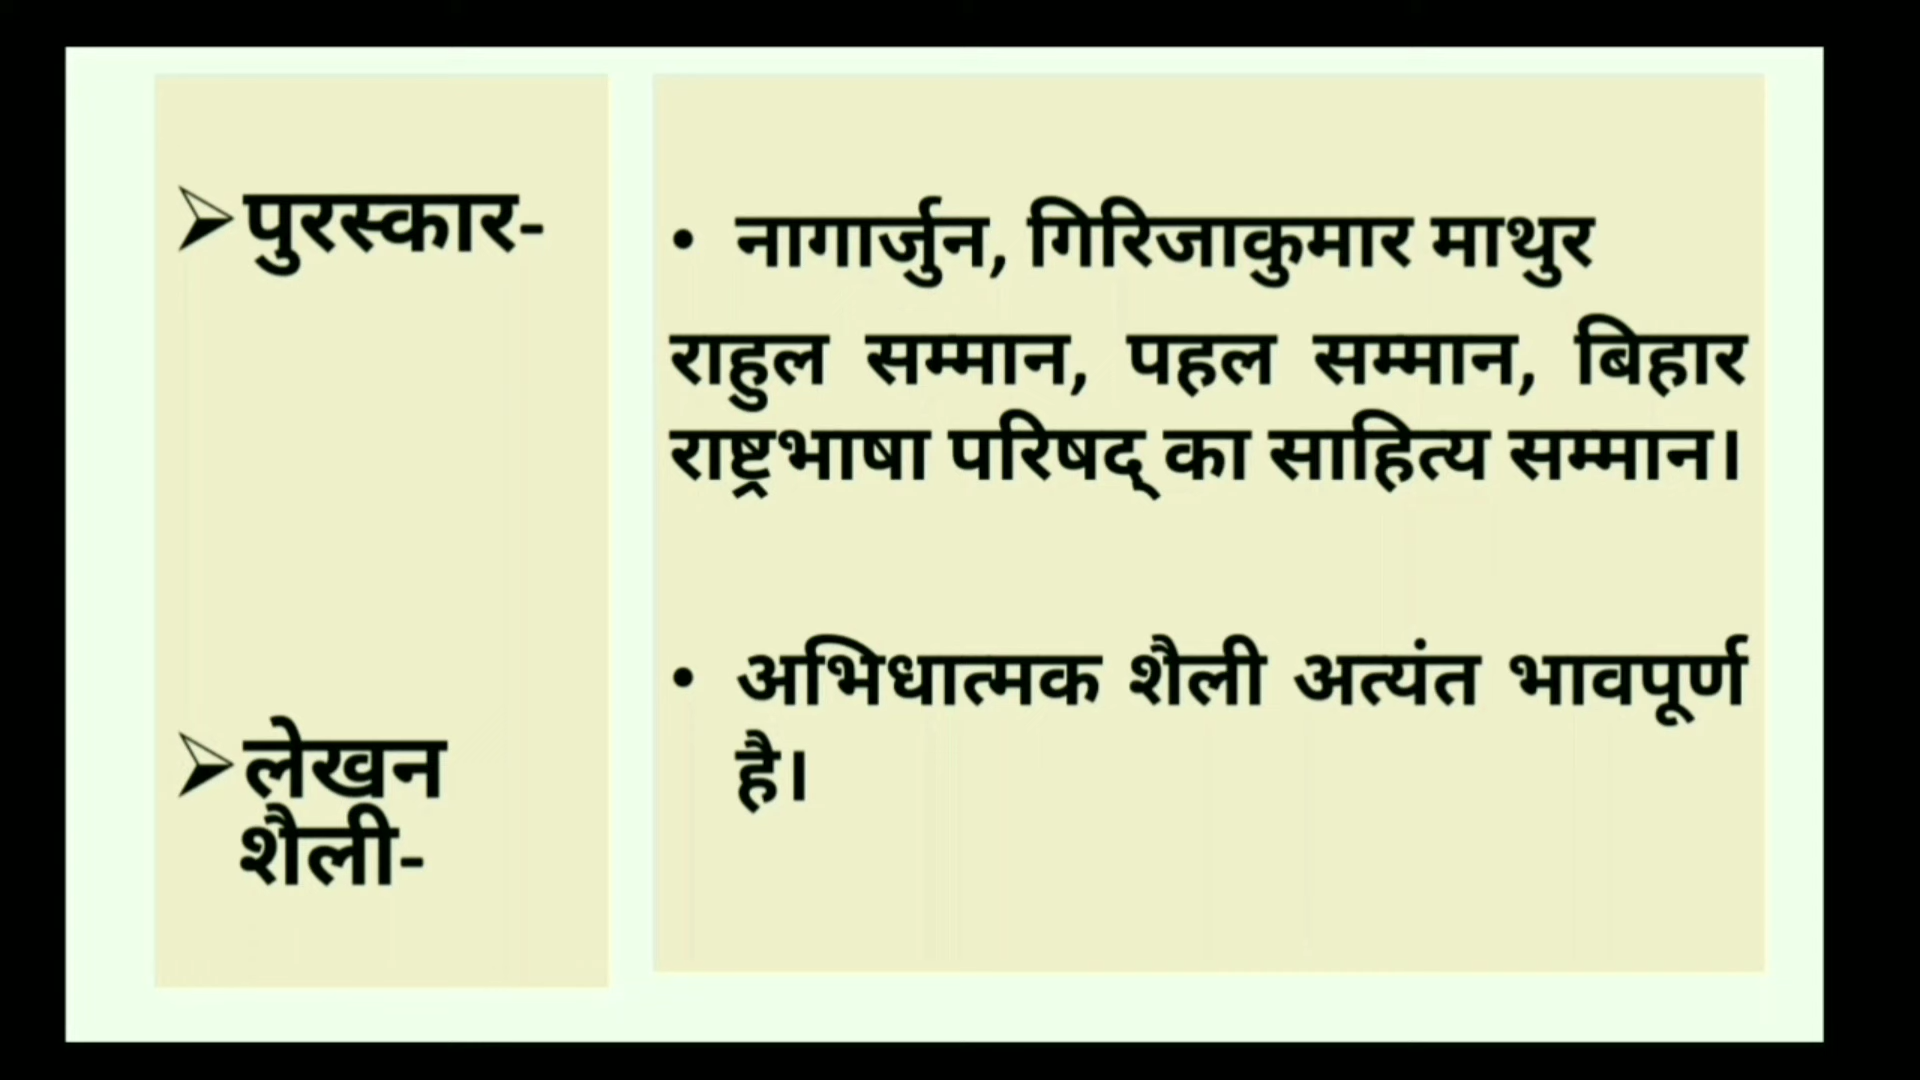 ➢पुरस्कार-
• नागार्जुन, गिरिजाकुमार माथुर
राहुल सम्मान, पहल सम्मान, बिहार
राष्ट्रभाषा परिषद् का साहित्य सम्मान।
➢लेखन
शैली-
• अभिधात्मक शैली अत्यंत भावपूर्ण
है।